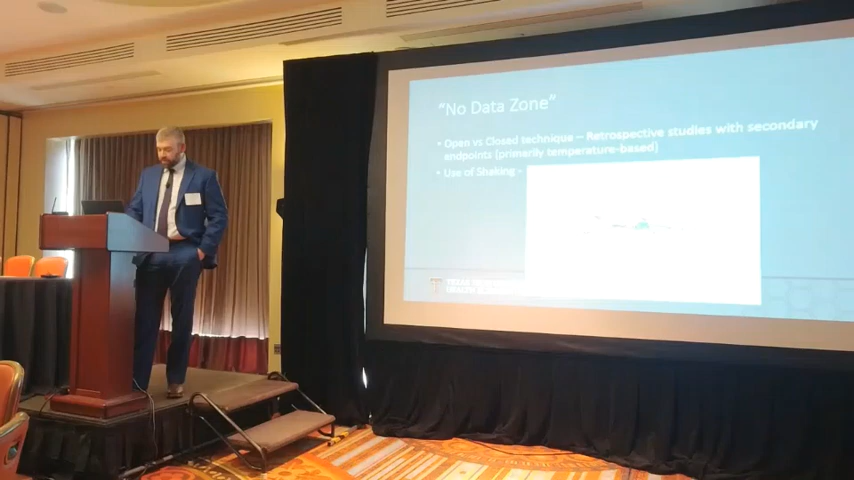 “No Data Zone”
• Open vs Closed technique – Retrospective studies with secondary
endpoints (primarily temperature-based)
• Use of Shaking -